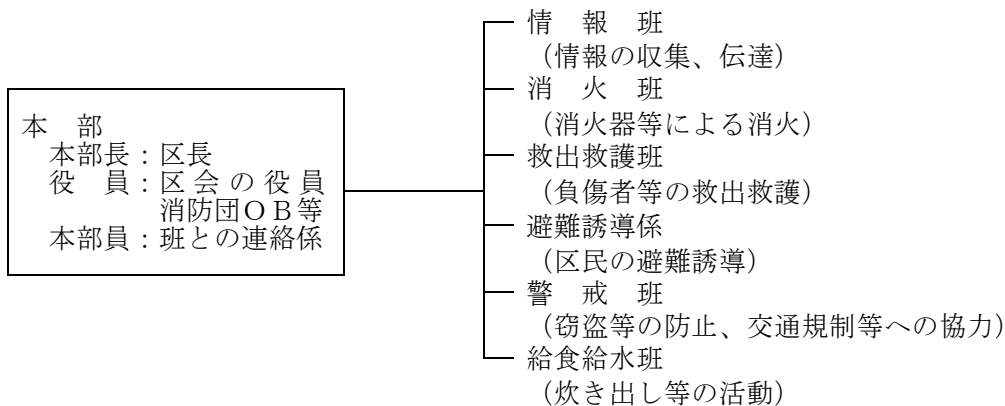 本　部
本部長：区長
役　員：区会の役員
消防団ＯＢ等
本部員：班との連絡係
情　報　班
（情報の収集、伝達）
消　火　班
（消火器等による消火）
救出救護班
（負傷者等の救出救護）
避難誘導係
（区民の避難誘導）
警　戒　班
（窃盗等の防止、交通規制等への協力）
給食給水班
（炊き出し等の活動）